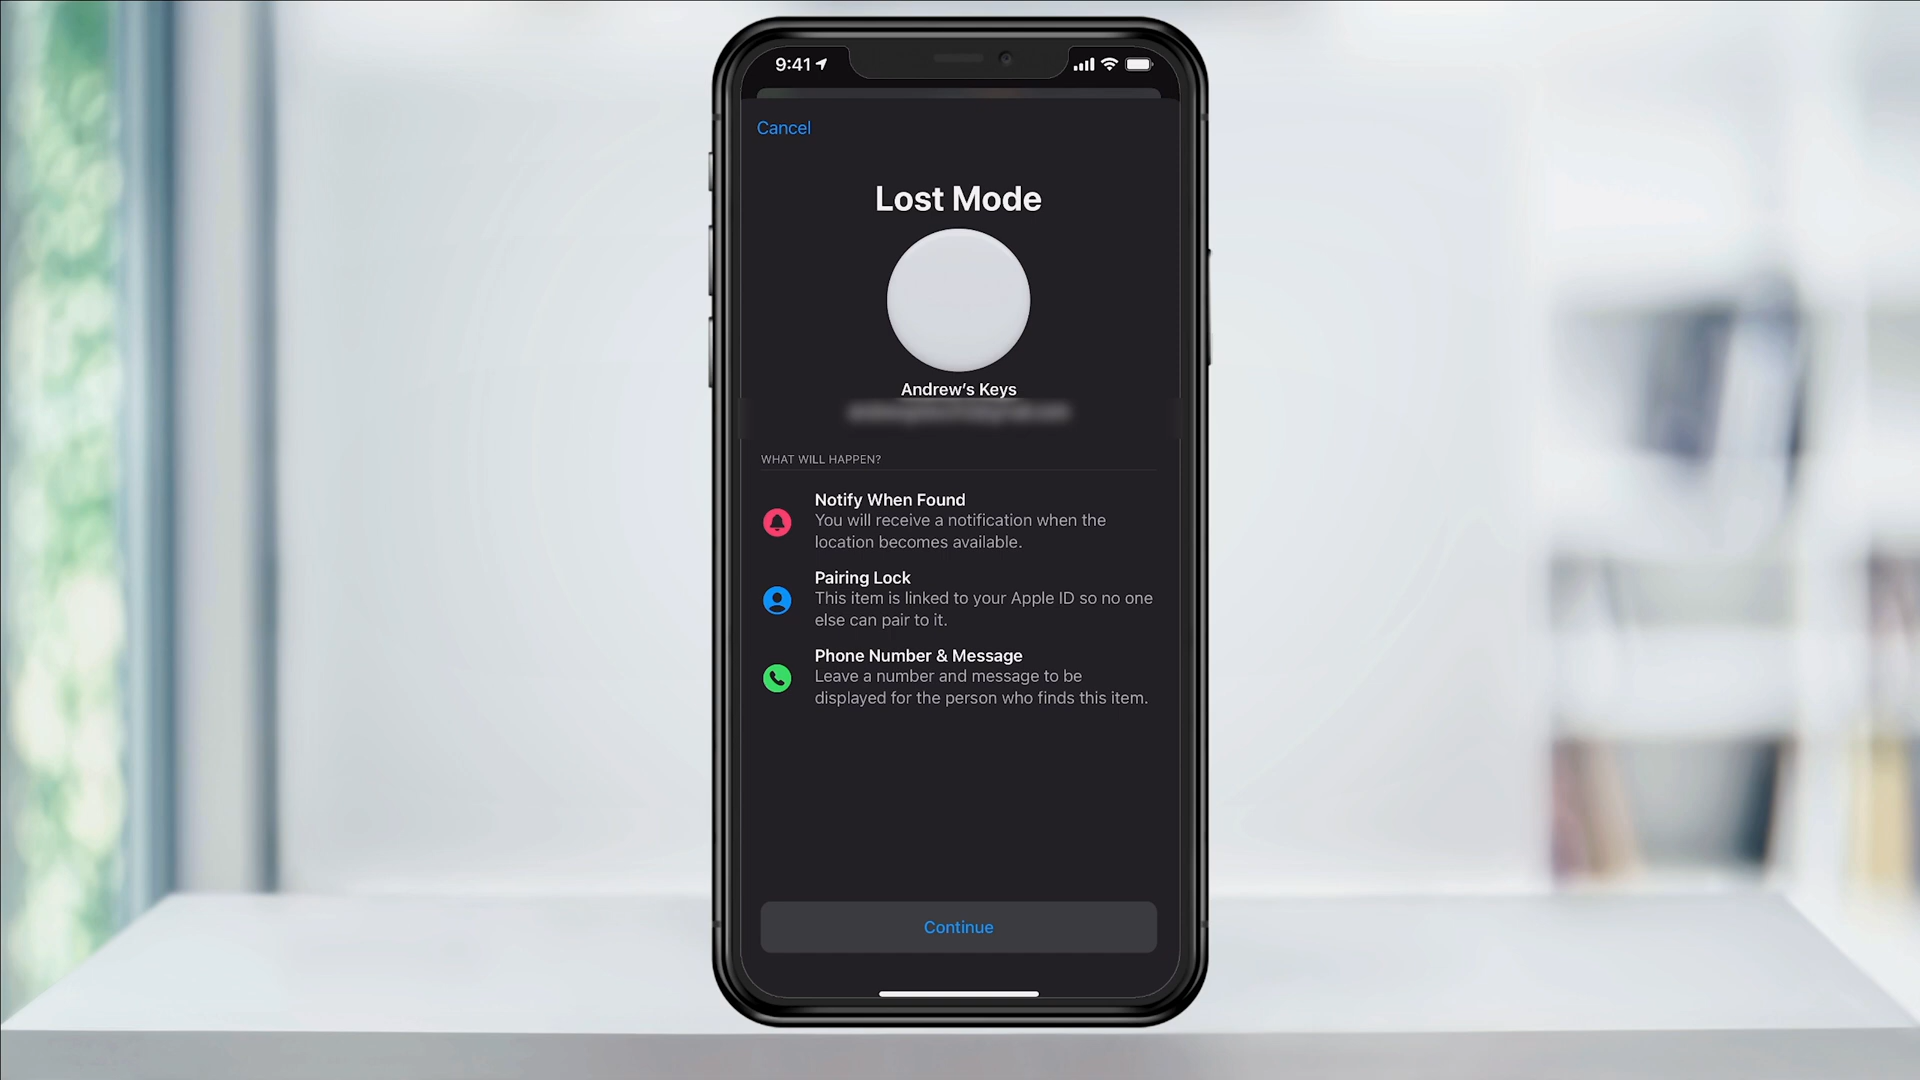 9:41
Cancel
Lost Mode
Andrew's Keys
WHAT WILL HAPPEN?
Notify When Found
You will receive a notification when the
location becomes available.
Pairing Lock
This item is linked to your Apple ID so no one
else can pair to it.
Phone Number & Message
Leave a number and message to be
displayed for the person who finds this item.
Continue